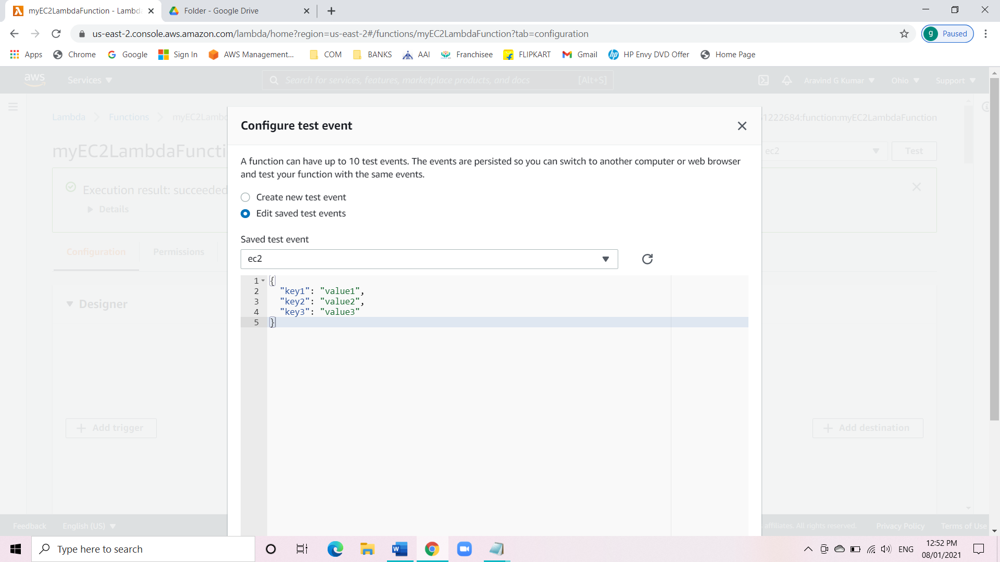 myEC2LambdaFunction - Lambda
Folder - Google Drive
us-east-2.console.aws.amazon.com/lambda/home?region=us-east-2#/functions/myEC2LambdaFunction?tab=configuration
g Paused
Apps Chrome Google Sign In AWS Management... COM BANKS AAI Franchisee FLIPKART Gmail HP Envy DVD Offer Home Page
aws Services Search for services, features, marketplace products, and docs [Alt+S] Aravind G Kumar Ohio Support
Lambda Functions myEC2Lambd
1222684:function:myEC2LambdaFunction
Configure test event
myEC2LambdaFuncti
ec2 Test
A function can have up to 10 test events. The events are persisted so you can switch to another computer or web browser
and test your function with the same events.
Execution result: succeeded
Details
Create new test event
Edit saved test events
Configuration Permissions
Saved test event
ec2
1 {
2 "key1": "value1",
3 "key2": "value2",
4 "key3": "value3"
5 }
Designer
+ Add trigger
+ Add destination
Feedback English (US)
affiliates. All rights reserved. Privacy Policy Terms of Use
Type here to search
ENG
12:52 PM
08/01/2021